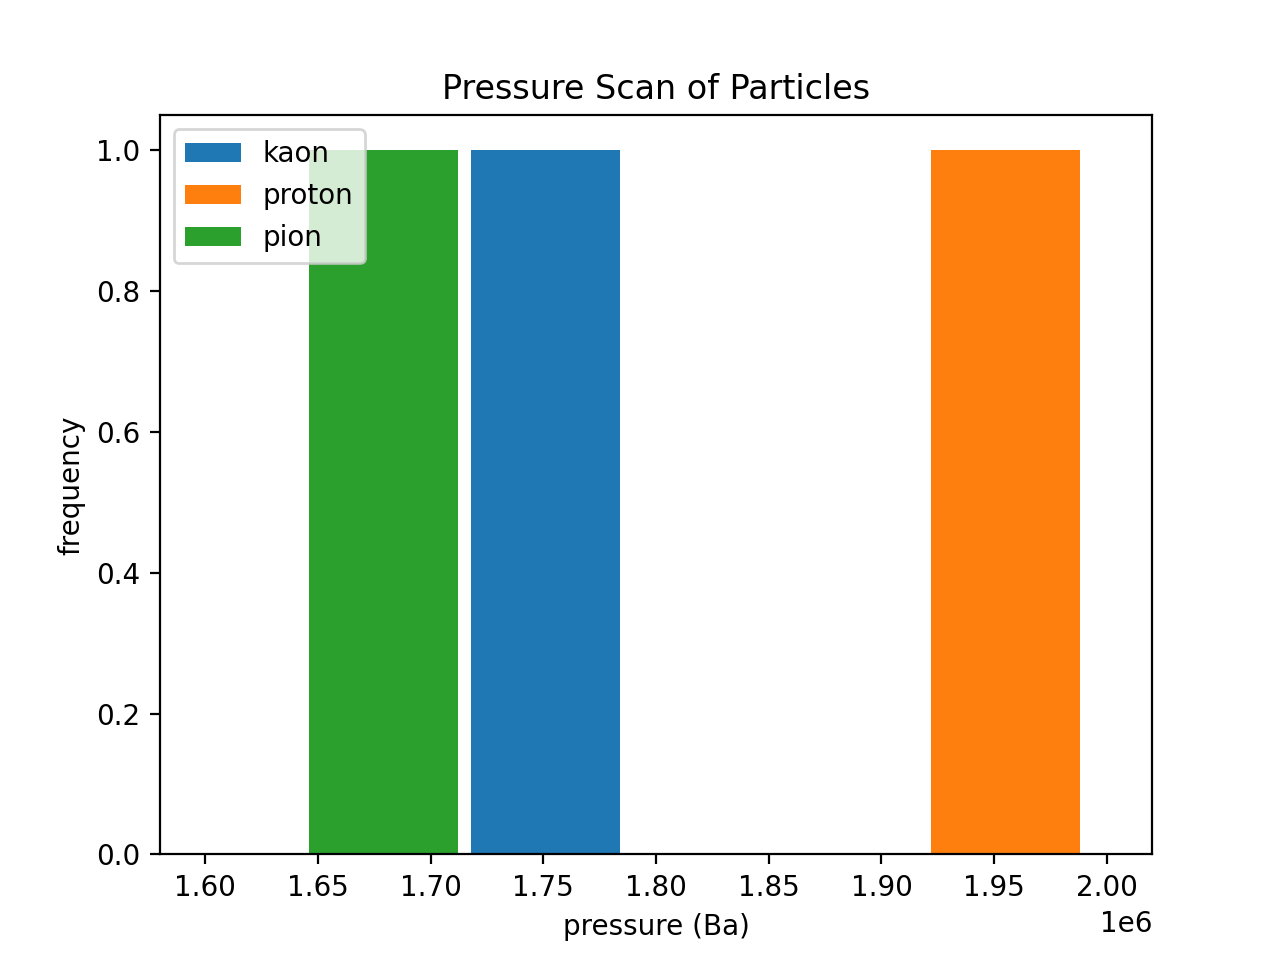 Pressure Scan of Particles
kaon
proton
pion
1.0
0.8
0.6
0.4
0.2
0.0
frequency
1.60 1.65 1.70 1.75 1.80 1.85 1.90 1.95 2.00
1e6
pressure (Ba)